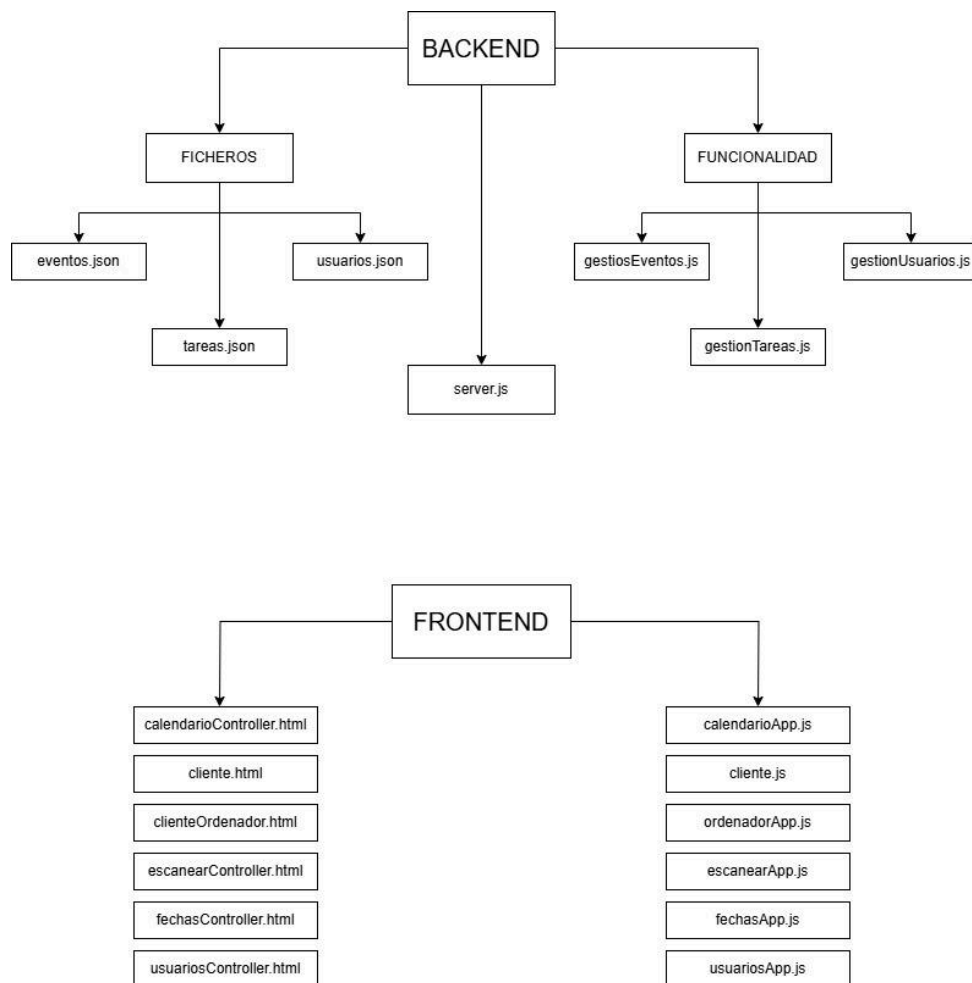 BACKEND
FICHEROS
FUNCIONALIDAD
eventos.json
usuarios.json
gestiosEventos.js
gestionUsuarios.js
tareas.json
gestionTareas.js
server.js
FRONTEND
calendarioController.html
calendarioApp.js
cliente.html
cliente.js
clienteOrdenador.html
ordenadorApp.js
escanearController.html
escanearApp.js
fechasController.html
fechasApp.js
usuariosController.html
usuariosApp.js